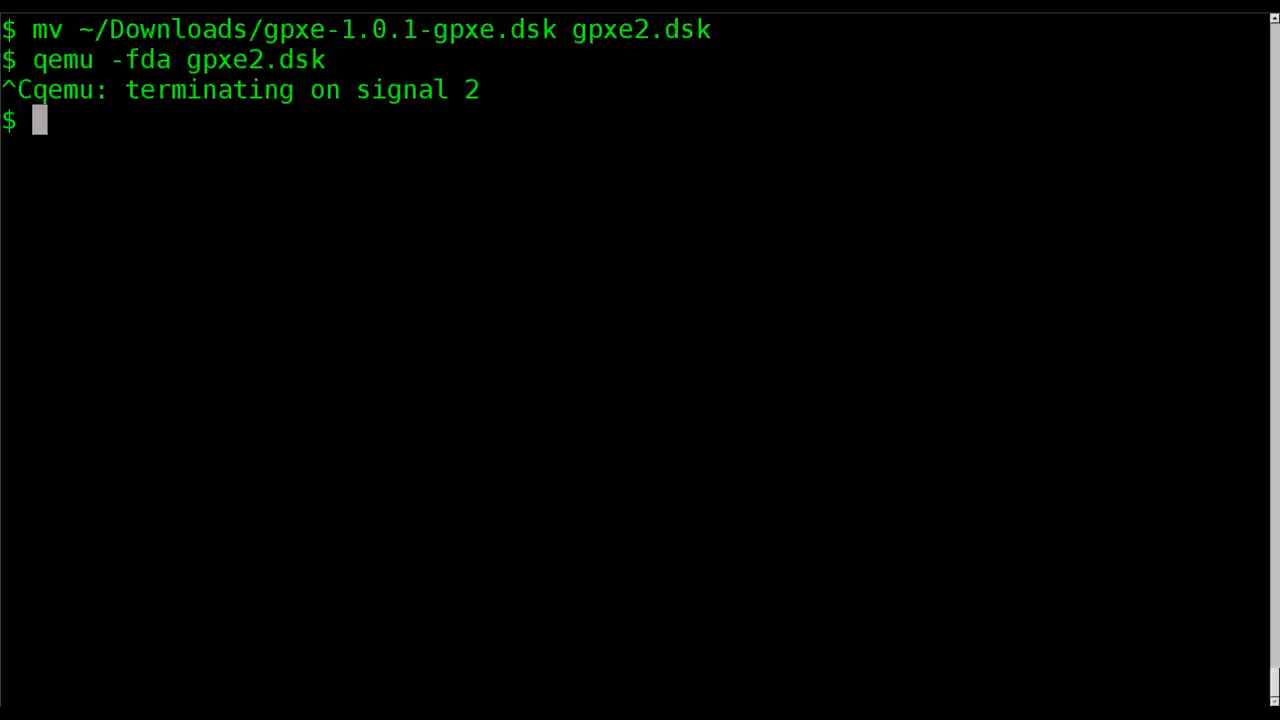 $ mv ~/Downloads/gpxe-1.0.1-gpxe.dsk gpxe2.dsk
$ qemu -fda gpxe2.dsk
^Cqemu: terminating on signal 2
$